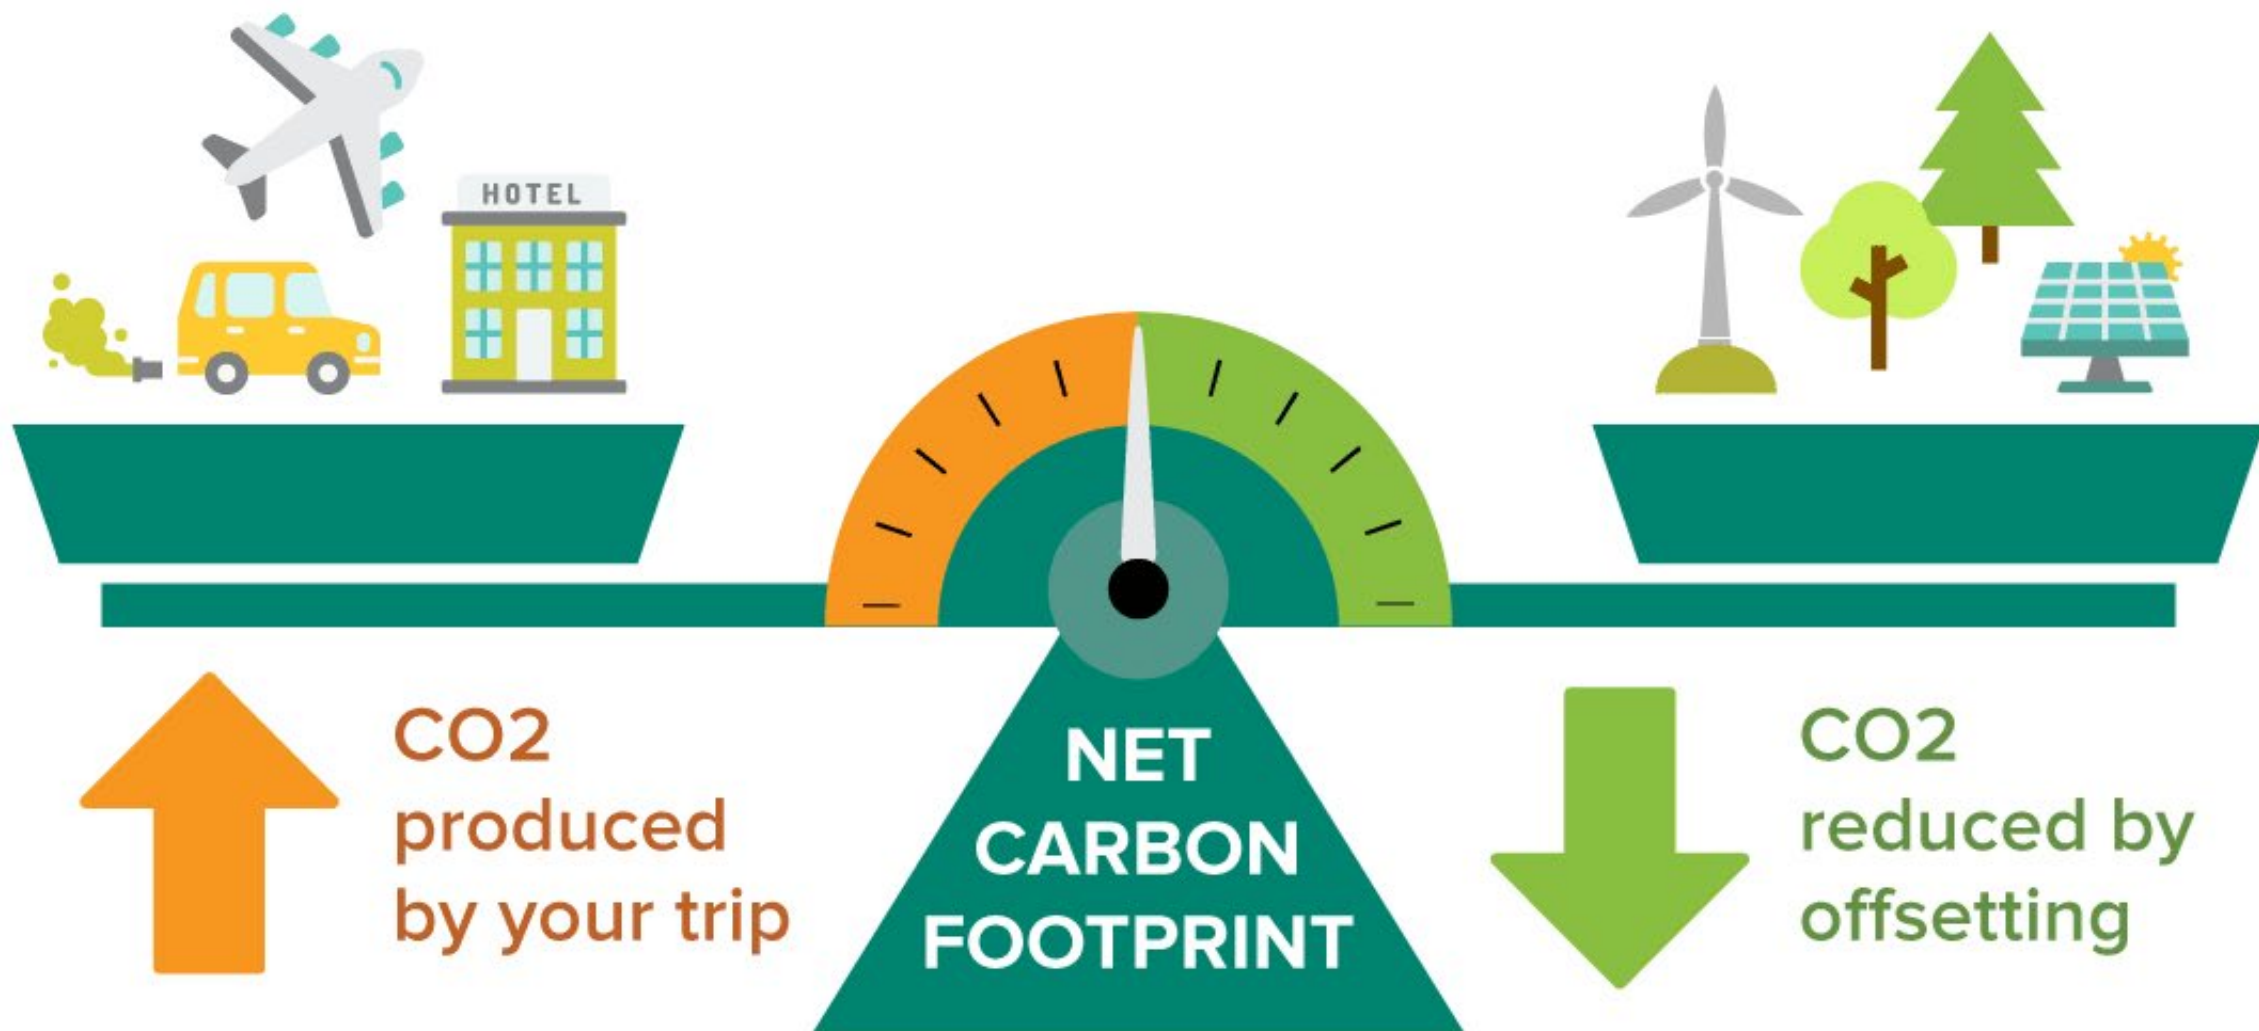 HOTEL
CO2
produced
by your trip
NET
CARBON
FOOTPRINT
CO2
reduced by
offsetting